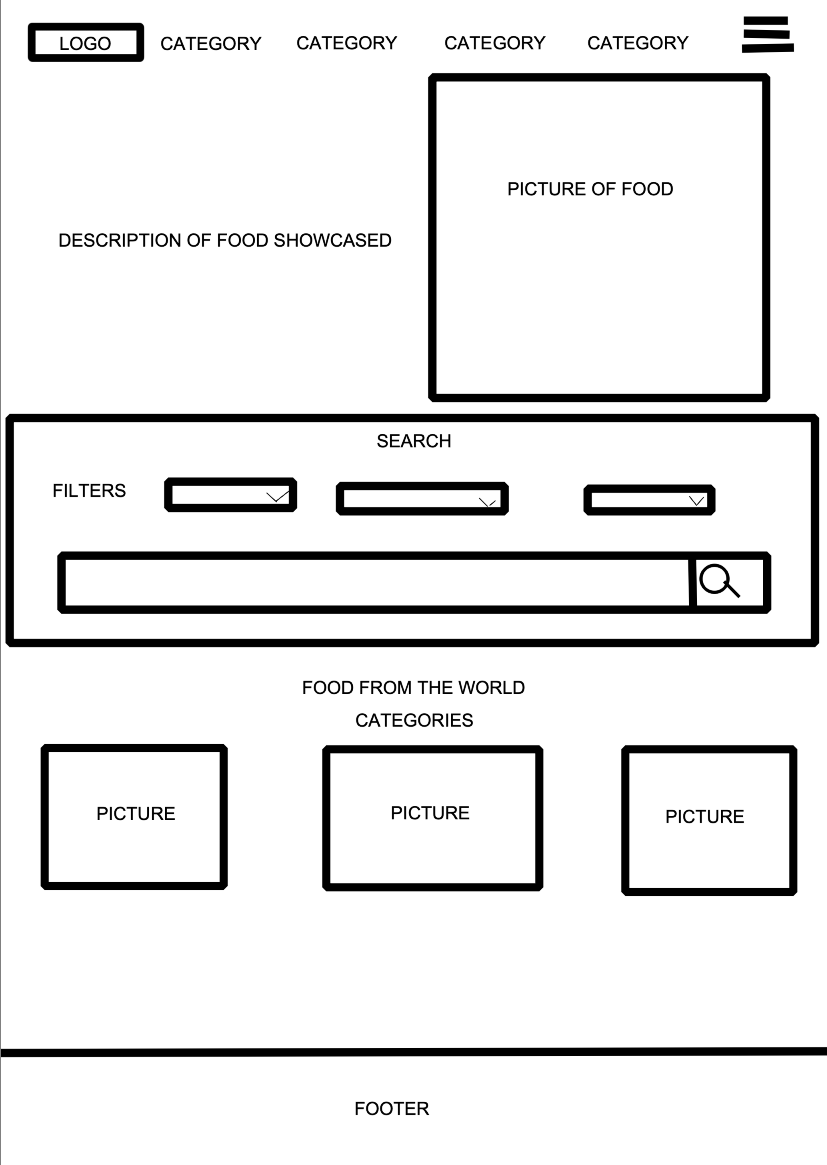 LOGO
CATEGORY
CATEGORY
CATEGORY
CATEGORY
PICTURE OF FOOD
DESCRIPTION OF FOOD SHOWCASED
SEARCH
FILTERS
FOOD FROM THE WORLD
CATEGORIES
PICTURE
PICTURE
PICTURE
FOOTER